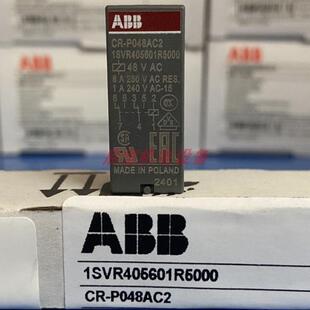 ABB
CR-P048AC2
1SVR405601R5000
48 V AC
8 A 250 V AC RES.
1 A 240 V AC-15
MADE IN POLAND
2401
ABB
1SVR405601R5000
CR-P048AC2